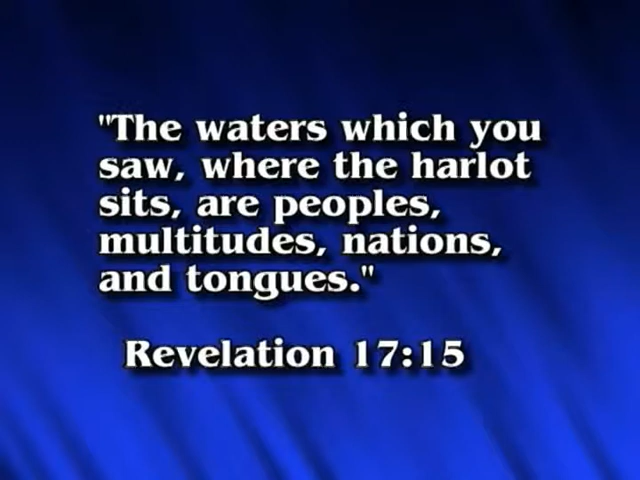 "The waters which you
saw, where the harlot
sits, are peoples,
multitudes, nations,
and tongues."
Revelation 17:15